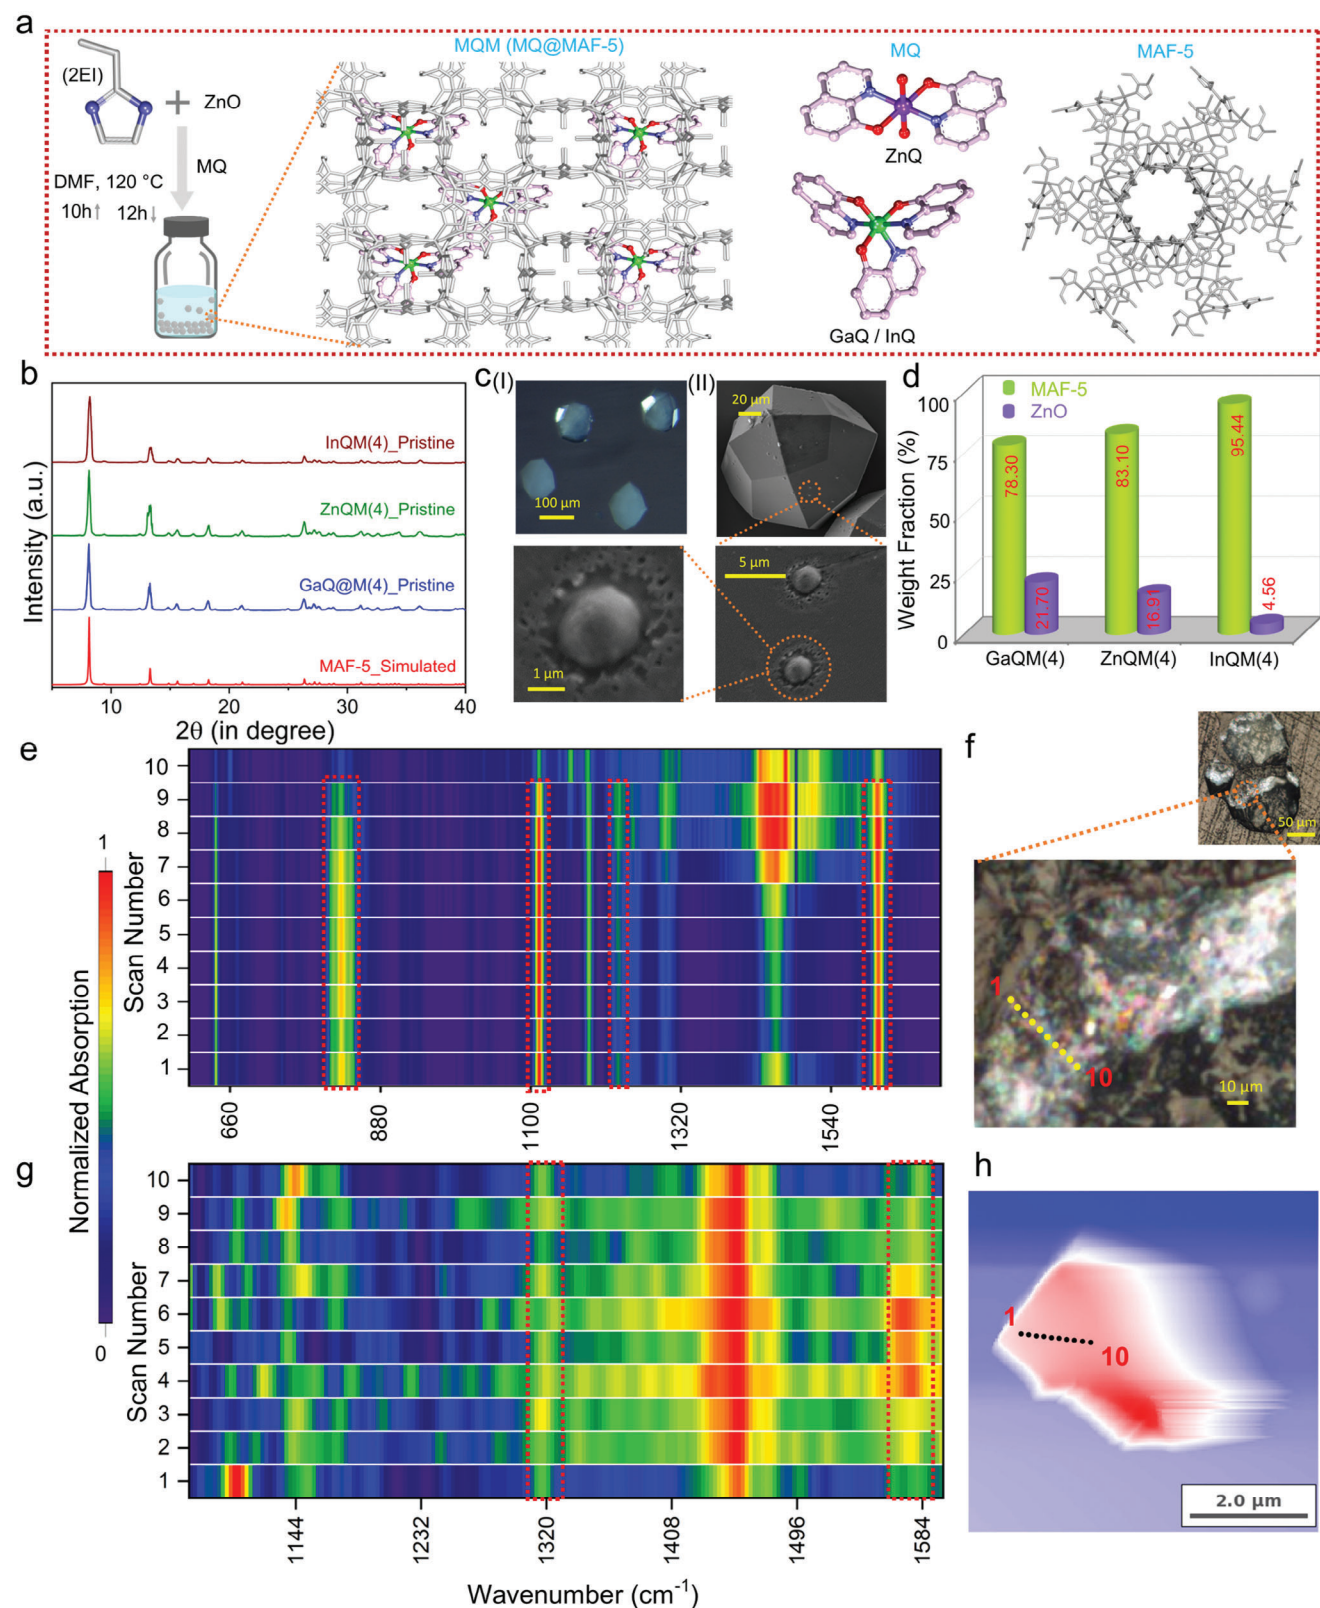 a
MQM (MQ@MAF-5)
MQ
MAF-5
(2EI)
+
ZnO
MQ
DMF, 120 °C
10h↑ 12h↓
ZnQ
GaQ / InQ
b
Intensity (a.u.)
InQM(4)_Pristine
ZnQM(4)_Pristine
GaQ@M(4)_Pristine
MAF-5_Simulated
10 20 30 40
2θ (in degree)
c(I)
100 µm
(II)
20 µm
5 µm
1 µm
d
Weight Fraction (%)
100
75
50
25
0
MAF-5
ZnO
78.30
21.70
83.10
16.91
95.44
4.56
GaQM(4) ZnQM(4) InQM(4)
e
Normalized Absorption
1
0
Scan Number
10
9
8
7
6
5
4
3
2
1
660 880 1100 1320 1540
f
50 µm
1
10
10 µm
g
Scan Number
10
9
8
7
6
5
4
3
2
1
1144 1232 1320 1408 1496 1584
Wavenumber (cm⁻¹)
h
1
10
2.0 µm